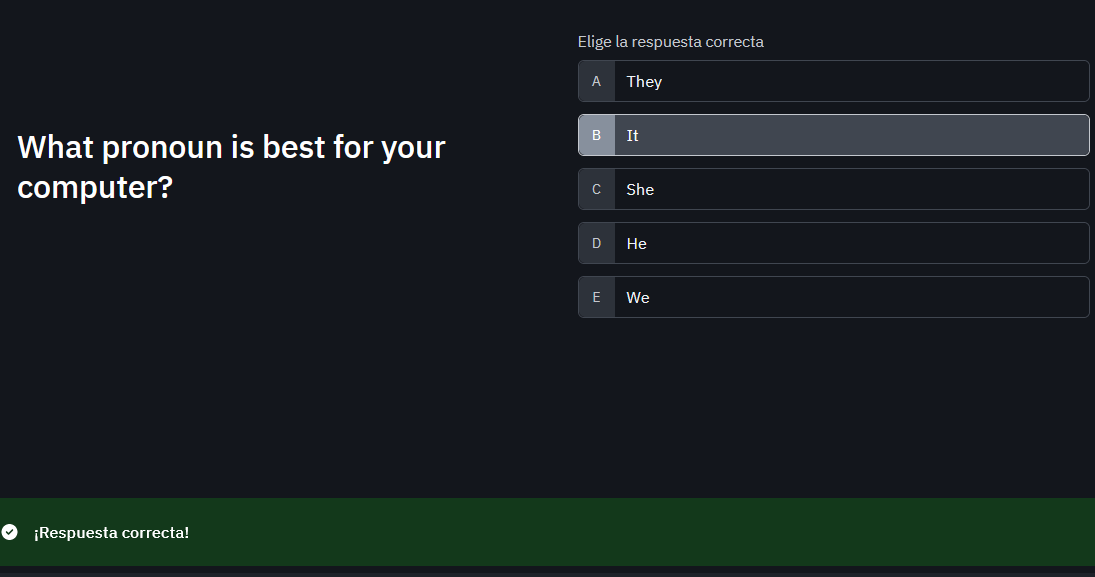 What pronoun is best for your
computer?
Elige la respuesta correcta
A They
B It
C She
D He
E We
¡Respuesta correcta!